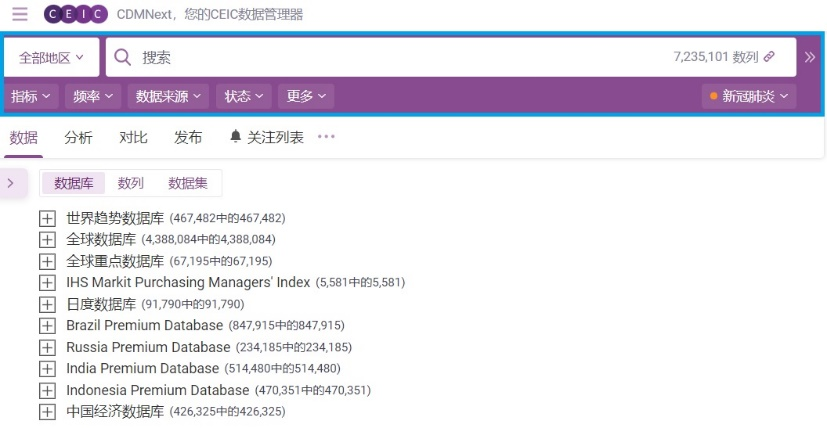 CEIC CDMNext，您的CEIC数据管理器
全部地区 搜索 7,235,101 数列
指标 频率 数据来源 状态 更多 新冠肺炎
数据 分析 对比 发布 关注列表
数据库 数列 数据集
世界趋势数据库 (467,482中的467,482)
全球数据库 (4,388,084中的4,388,084)
全球重点数据库 (67,195中的67,195)
IHS Markit Purchasing Managers' Index (5,581中的5,581)
日度数据库 (91,790中的91,790)
Brazil Premium Database (847,915中的847,915)
Russia Premium Database (234,185中的234,185)
India Premium Database (514,480中的514,480)
Indonesia Premium Database (470,351中的470,351)
中国经济数据库 (426,325中的426,325)